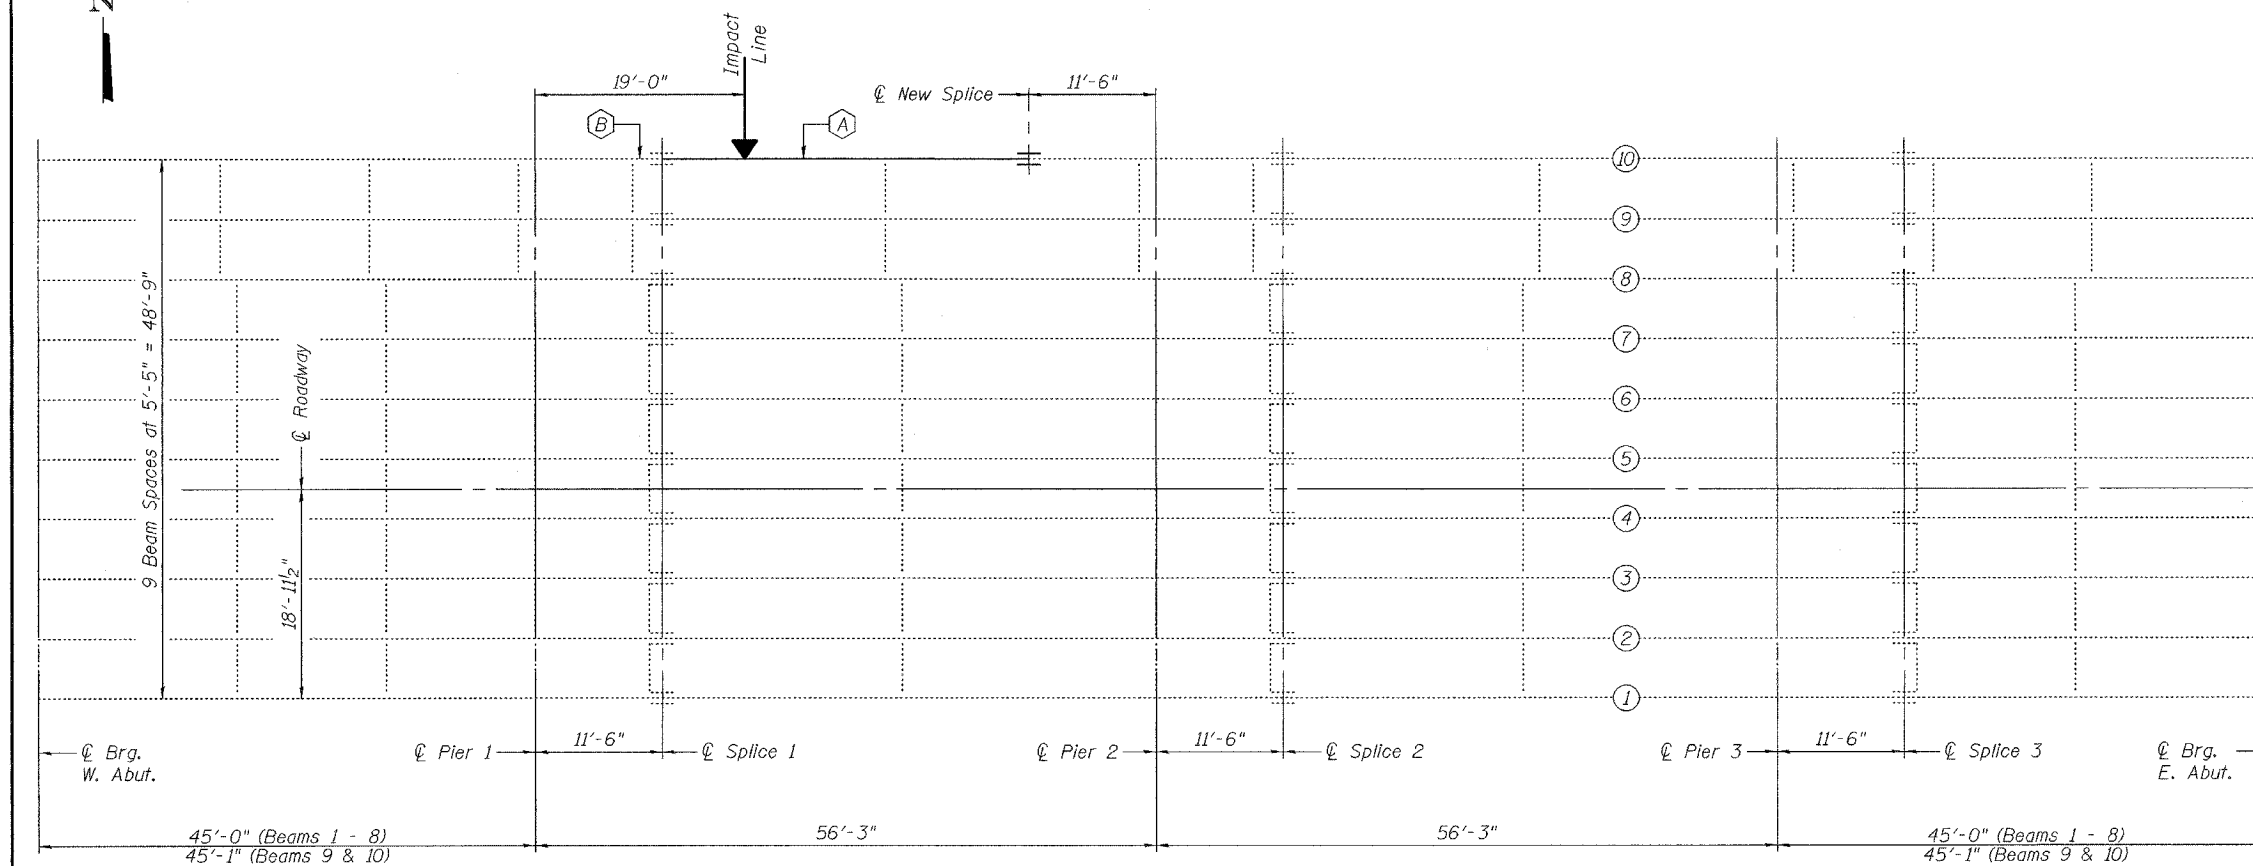 N
Impact
Line
19'-0"
℄ New Splice
11'-6"
B
A
10
9
8
7
6
5
4
3
2
1
9 Beam Spaces at 5'-5" = 48'-9"
℄ Roadway
18'-11½"
℄ Brg.
W. Abut.
℄ Pier 1
11'-6"
℄ Splice 1
℄ Pier 2
11'-6"
℄ Splice 2
℄ Pier 3
11'-6"
℄ Splice 3
℄ Brg.
E. Abut.
45'-0" (Beams 1 - 8)
45'-1" (Beams 9 & 10)
56'-3"
56'-3"
45'-0" (Beams 1 - 8)
45'-1" (Beams 9 & 10)